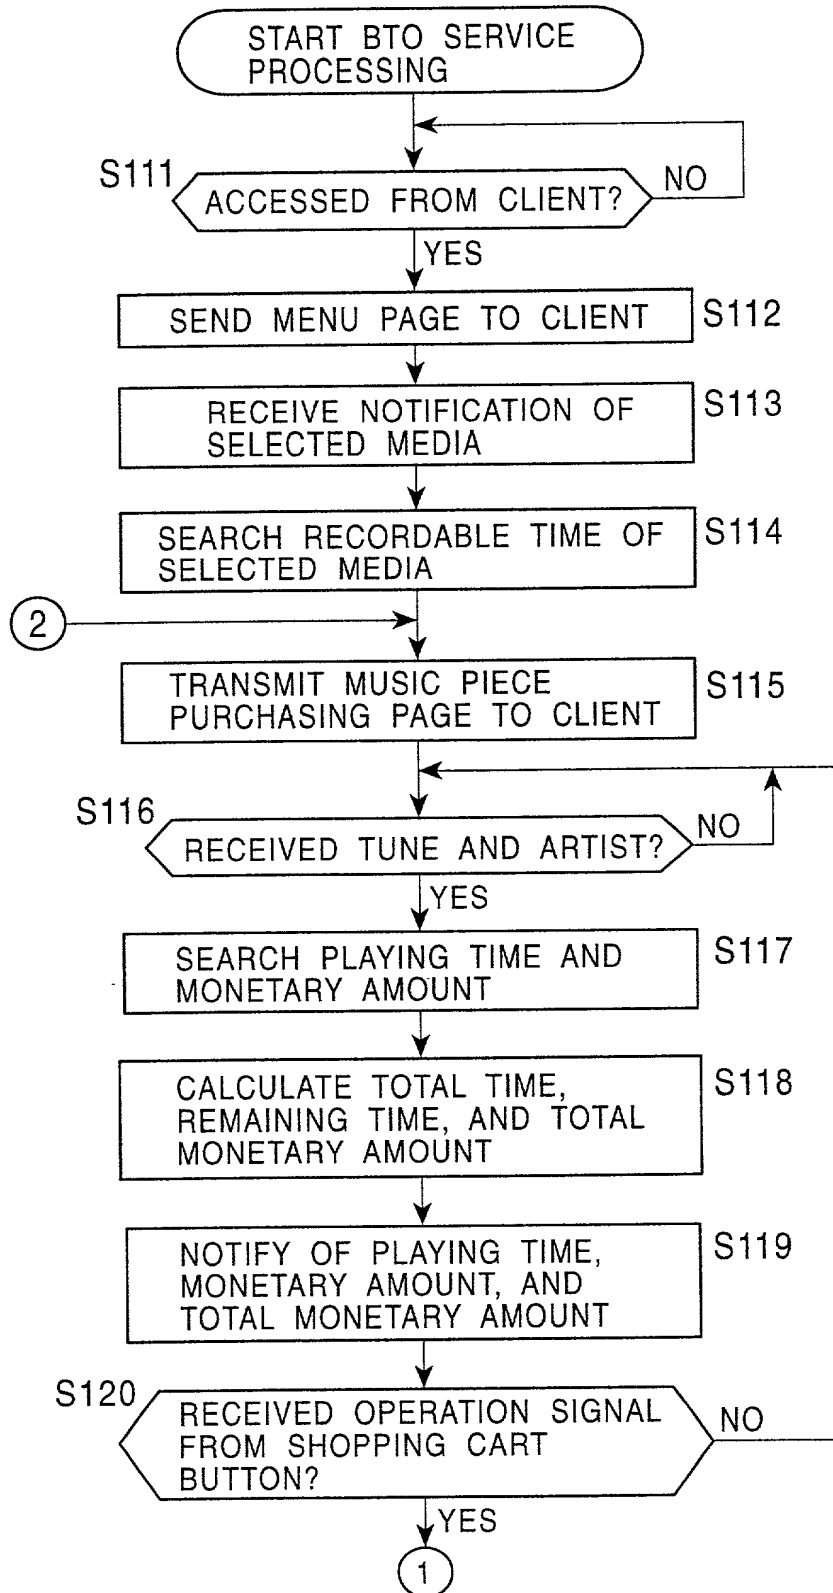 START BTO SERVICE
PROCESSING
S111
ACCESSED FROM CLIENT?
NO
YES
SEND MENU PAGE TO CLIENT
S112
RECEIVE NOTIFICATION OF
SELECTED MEDIA
S113
SEARCH RECORDABLE TIME OF
SELECTED MEDIA
S114
2
TRANSMIT MUSIC PIECE
PURCHASING PAGE TO CLIENT
S115
S116
RECEIVED TUNE AND ARTIST?
NO
YES
SEARCH PLAYING TIME AND
MONETARY AMOUNT
S117
CALCULATE TOTAL TIME,
REMAINING TIME, AND TOTAL
MONETARY AMOUNT
S118
NOTIFY OF PLAYING TIME,
MONETARY AMOUNT, AND
TOTAL MONETARY AMOUNT
S119
S120
RECEIVED OPERATION SIGNAL
FROM SHOPPING CART
BUTTON?
NO
YES
1